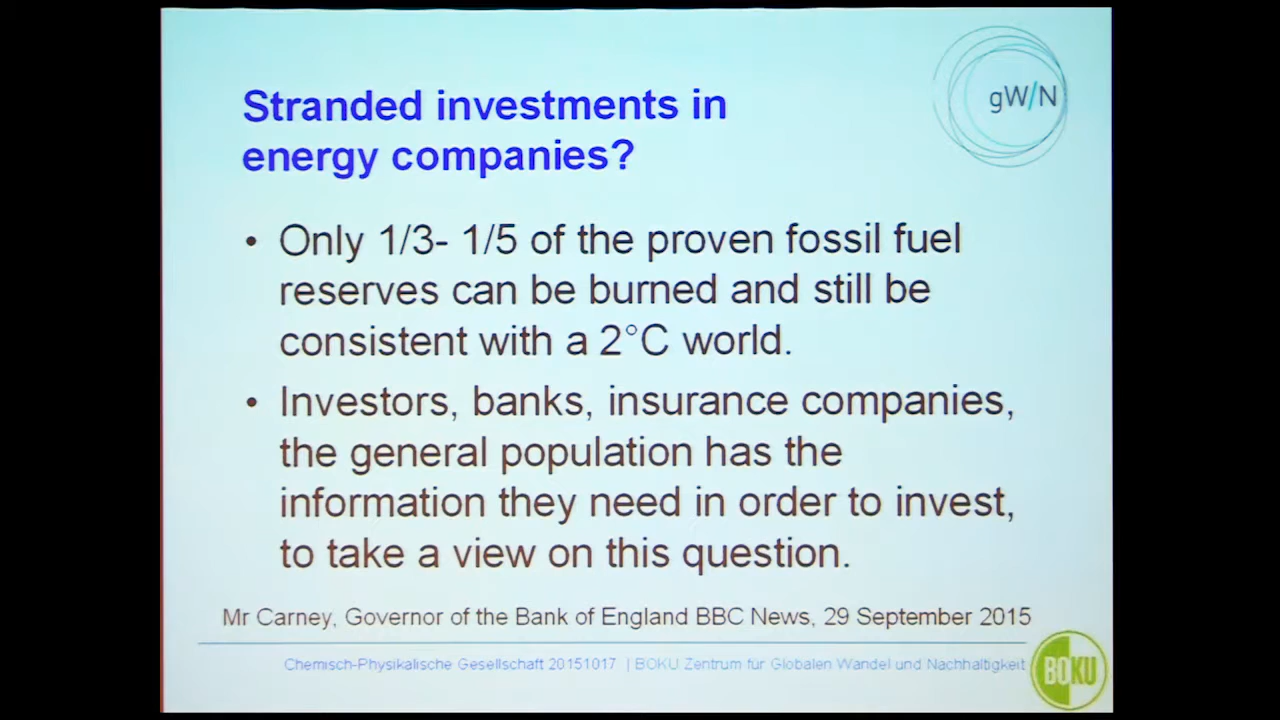 gW/N
Stranded investments in
energy companies?
• Only 1/3- 1/5 of the proven fossil fuel
reserves can be burned and still be
consistent with a 2°C world.
• Investors, banks, insurance companies,
the general population has the
information they need in order to invest,
to take a view on this question.
Mr Carney, Governor of the Bank of England BBC News, 29 September 2015
Chemisch-Physikalische Gesellschaft 20151017 | BOKU Zentrum für Globalen Wandel und Nachhaltigkeit
BOKU